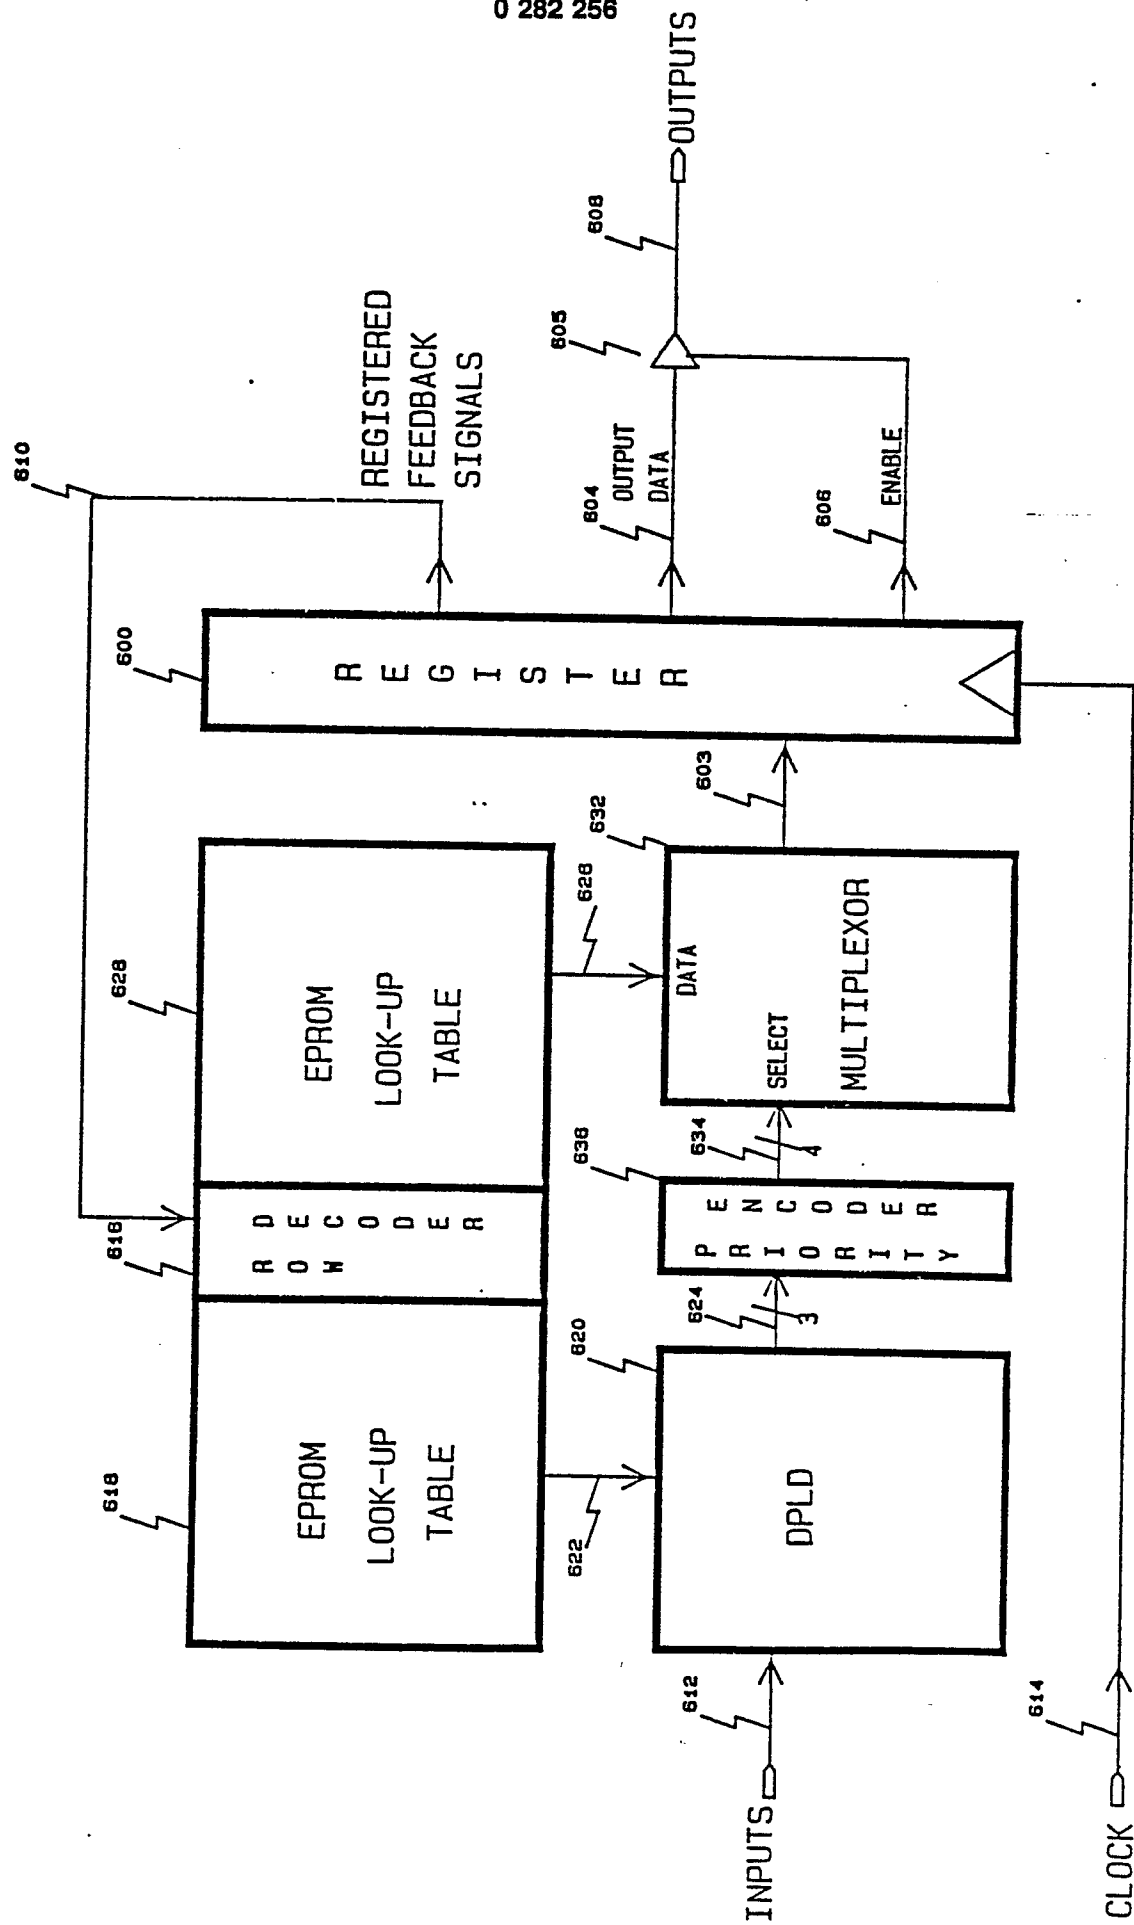 0 282 256
610
REGISTERED
FEEDBACK
SIGNALS
OUTPUTS
608
605
OUTPUT
DATA
604
ENABLE
606
600
REGISTER
603
628
EPROM
LOOK-UP
TABLE
626
632
DATA
SELECT
MULTIPLEXOR
616
ROW
DECODER
634
4
636
PRIORITY
ENCODER
624
3
618
EPROM
LOOK-UP
TABLE
622
620
DPLD
612
INPUTS
614
CLOCK